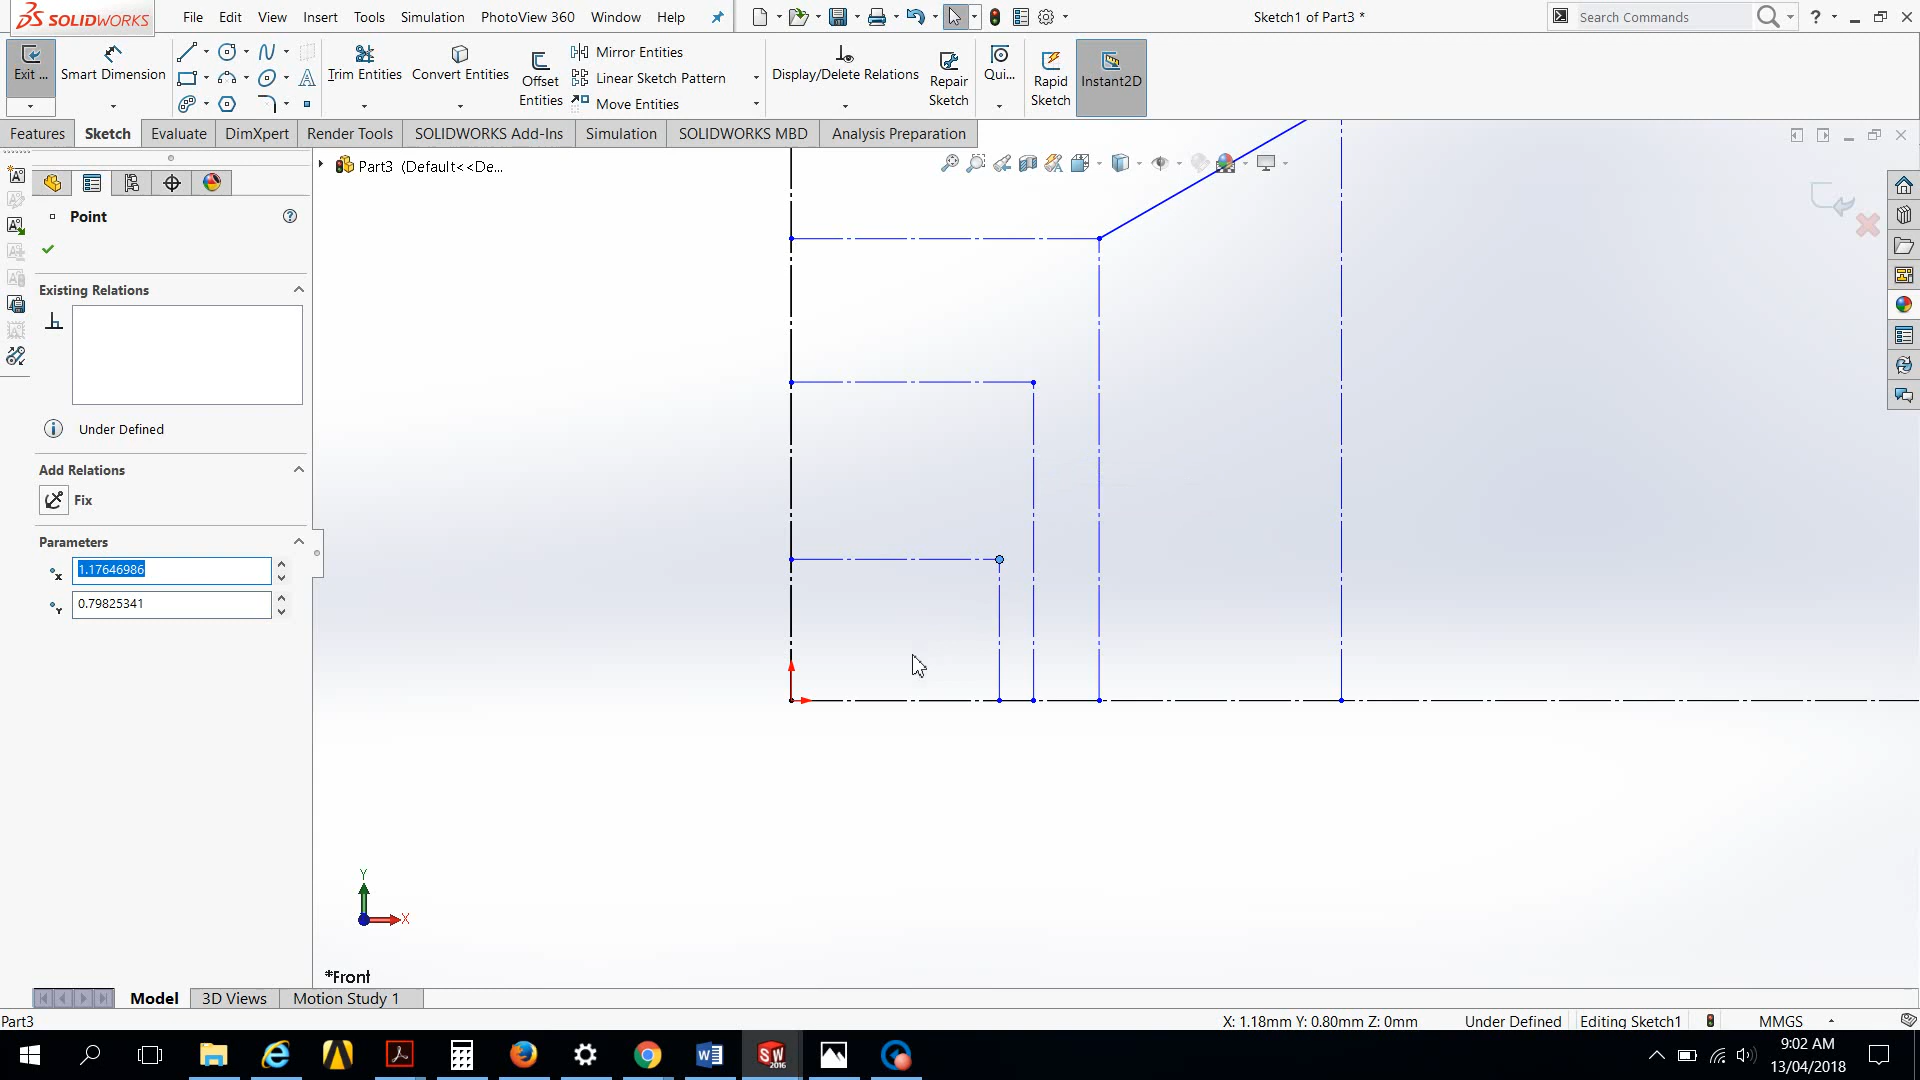 SOLIDWORKS File Edit View Insert Tools Simulation PhotoView 360 Window Help Sketch1 of Part3 * Search Commands
Exit ... Smart Dimension Trim Entities Convert Entities Offset Entities Mirror Entities Linear Sketch Pattern Move Entities Display/Delete Relations Repair Sketch Qui... Rapid Sketch Instant2D
Features Sketch Evaluate DimXpert Render Tools SOLIDWORKS Add-Ins Simulation SOLIDWORKS MBD Analysis Preparation
Part3 (Default<<De...
Point
Existing Relations
Under Defined
Add Relations
Fix
Parameters
x 1.17646986
Y 0.79825341
Y
X
*Front
Model 3D Views Motion Study 1
Part3 X: 1.18mm Y: 0.80mm Z: 0mm Under Defined Editing Sketch1 MMGS
SW 2016
9:02 AM
13/04/2018